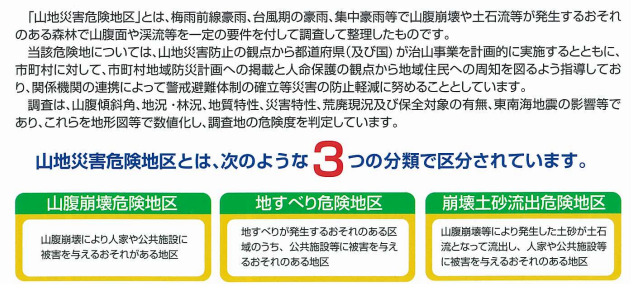 「山地災害危険地区」とは、梅雨前線豪雨、台風期の豪雨、集中豪雨等で山腹崩壊や土石流等が発生するおそれ
のある森林で山腹面や渓流等を一定の要件を付して調査して整理したものです。
当該危険地については、山地災害防止の観点から都道府県(及び国)が治山事業を計画的に実施するとともに、
市町村に対して、市町村地域防災計画への掲載と人命保護の観点から地域住民への周知を図るよう指導してお
り、関係機関の連携によって警戒避難体制の確立等災害の防止軽減に努めることとしています。
調査は、山腹傾斜角、地況・林況、地質特性、災害特性、荒廃現況及び保全対象の有無、東南海地震の影響等で
あり、これらを地形図等で数値化し、調査地の危険度を判定しています。
山地災害危険地区とは、次のような3つの分類で区分されています。
山腹崩壊危険地区
山腹崩壊により人家や公共施設に
被害を与えるおそれがある地区
地すべり危険地区
地すべりが発生するおそれのある区
域のうち、公共施設等に被害を与え
るおそれのある地区
崩壊土砂流出危険地区
山腹崩壊等により発生した土砂が土石
流となって流出し、人家や公共施設等
に被害を与えるおそれのある地区